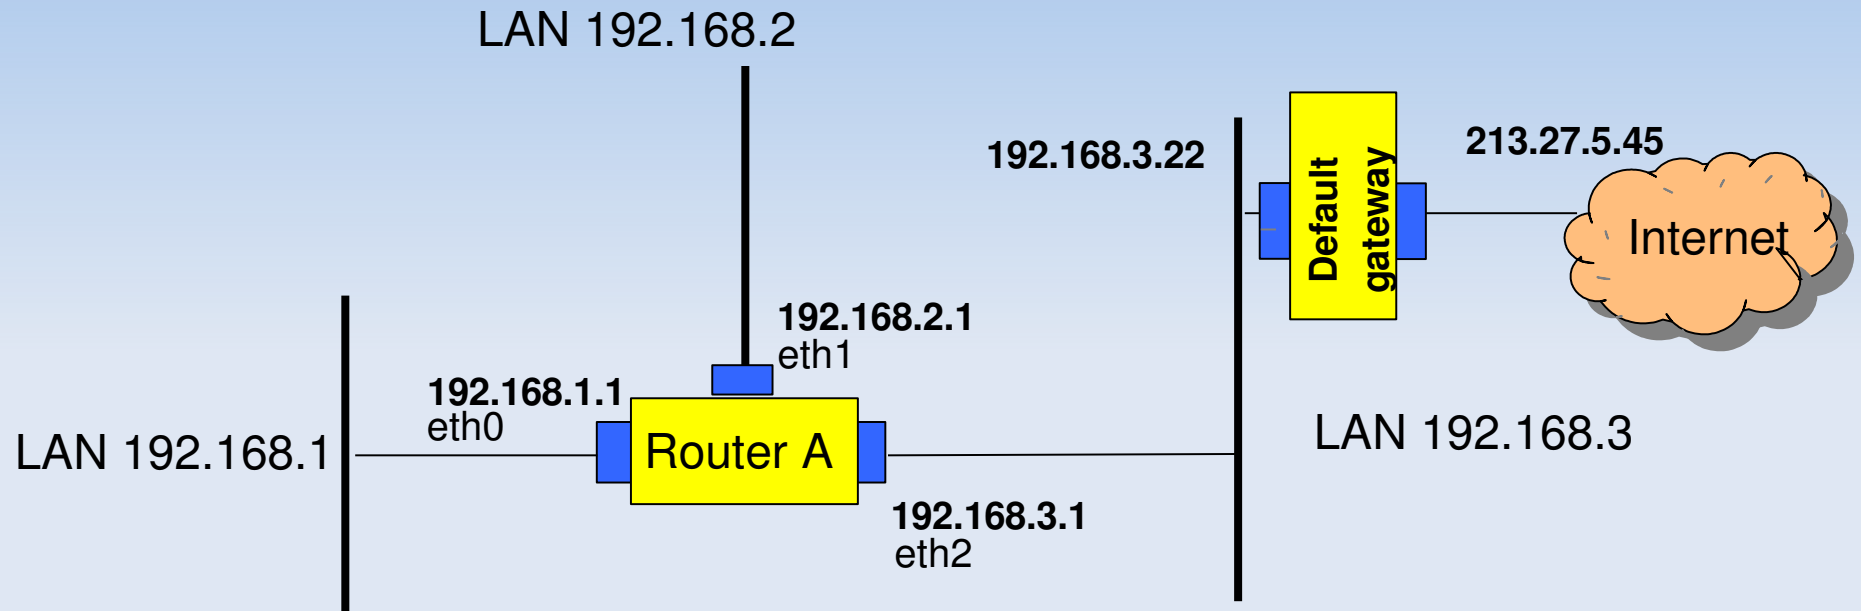 LAN 192.168.2
192.168.3.22
Default
gateway
213.27.5.45
Internet
192.168.2.1
eth1
192.168.1.1
eth0
LAN 192.168.1
Router A
LAN 192.168.3
192.168.3.1
eth2